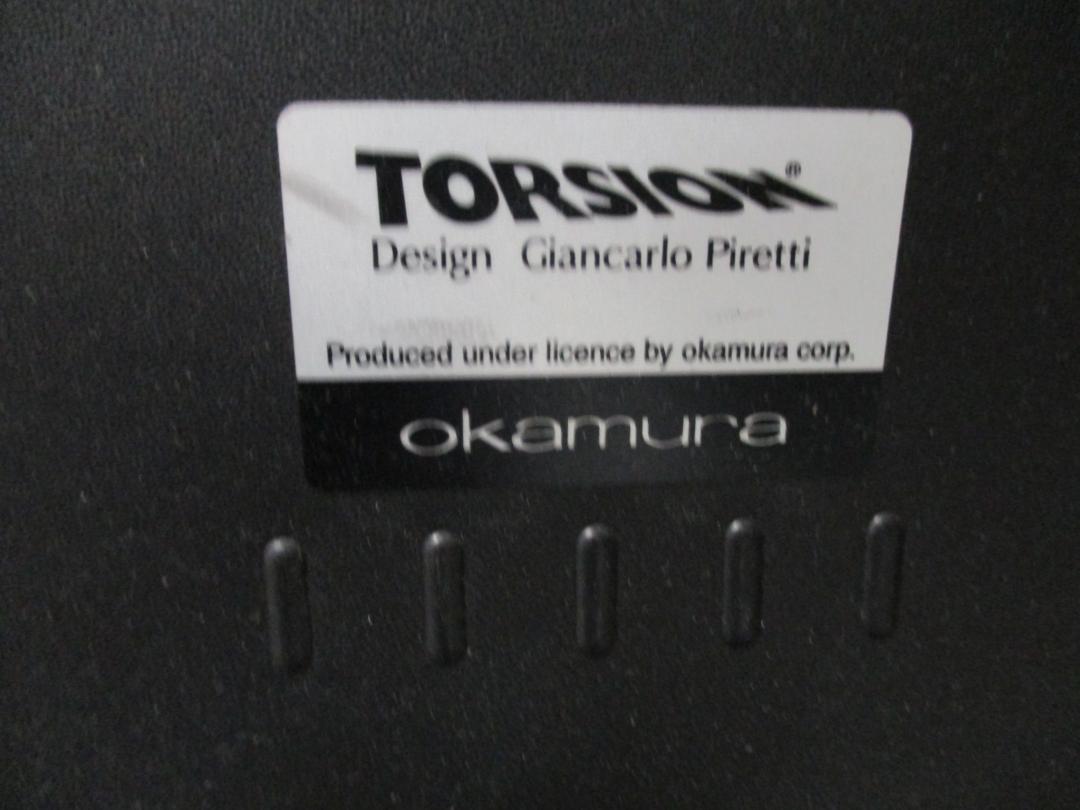 TORSION®
Design Giancarlo Piretti
Produced under licence by okamura corp.
okamura